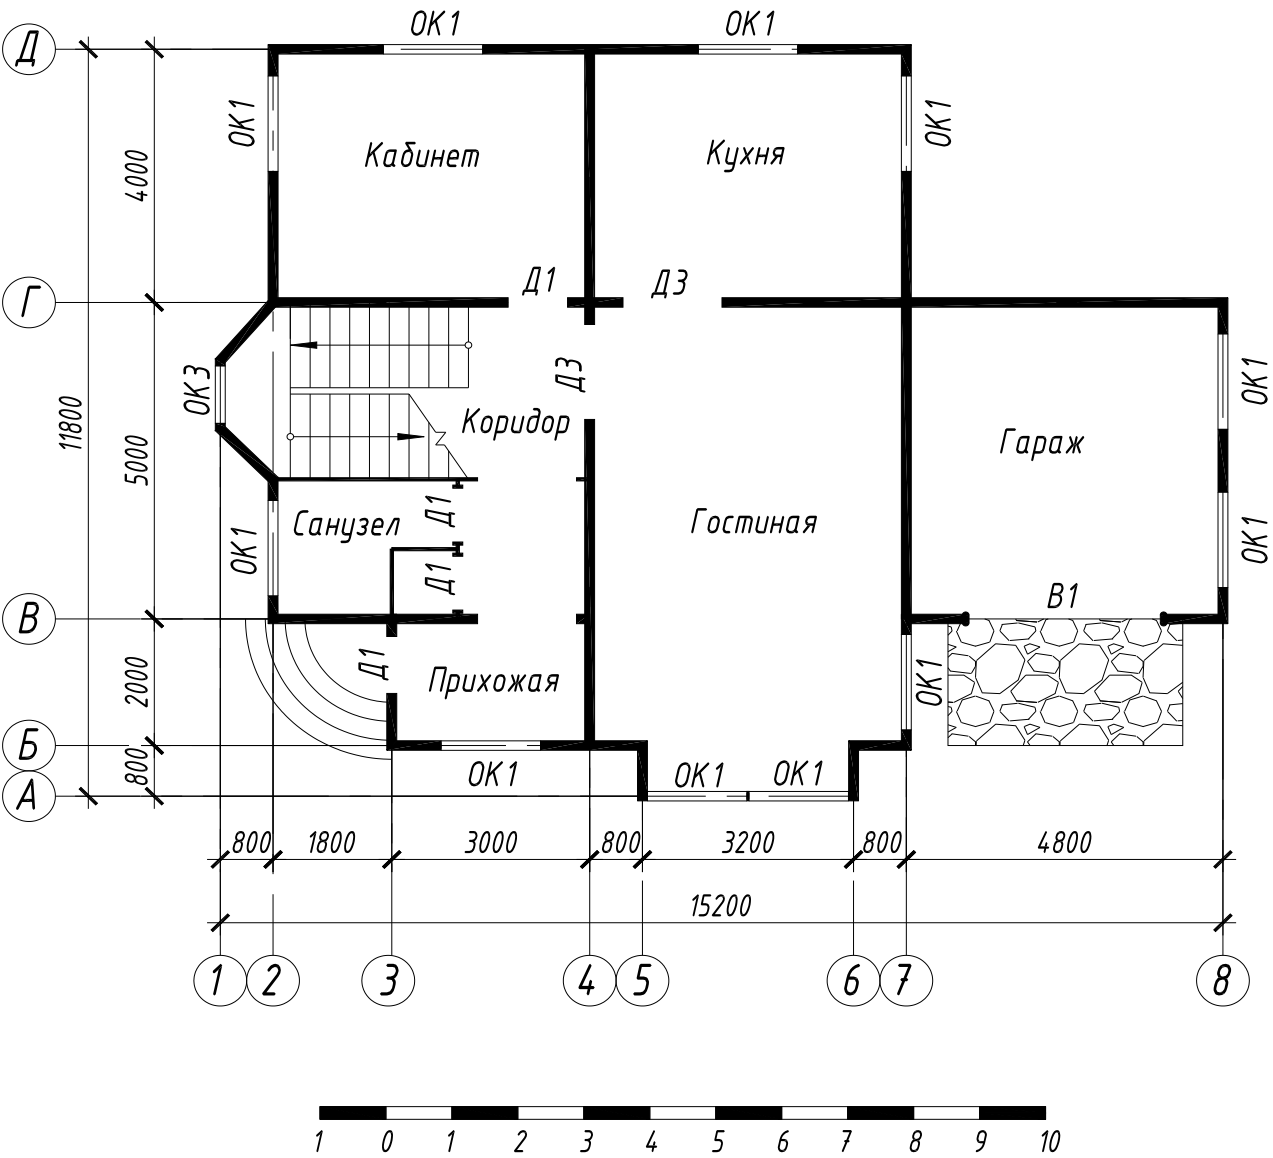 ОК1 ОК1
Д
ОК1 ОК1
Кабинет Кухня
4000
Д1 Д3
Г
ОК3 Д3 ОК1
11800
Коридор Гараж
5000
Санузел Д1 Гостиная
ОК1 ОК1
Д1
В1
В
Д1 Прихожая ОК1
2000
Б
800
ОК1 ОК1 ОК1
А
800 1800 3000 800 3200 800 4800
15200
1 2 3 4 5 6 7 8
1 0 1 2 3 4 5 6 7 8 9 10